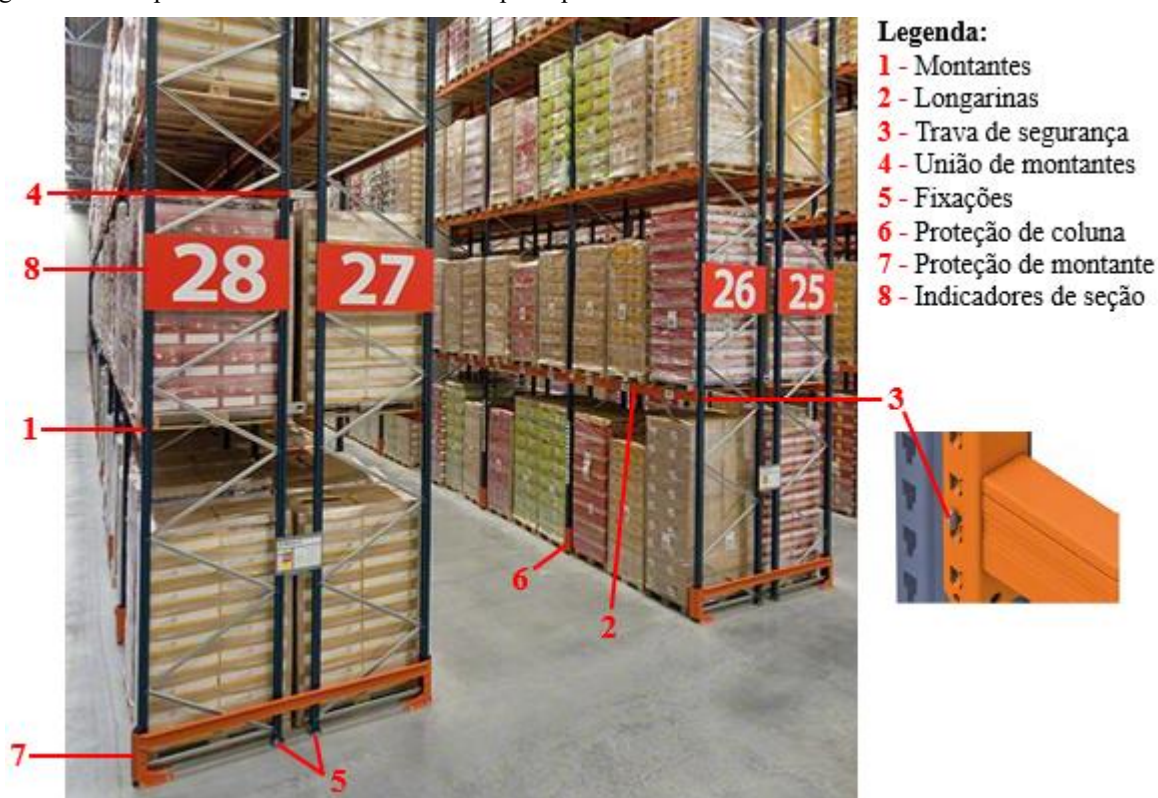 Legenda:
1 - Montantes
2 - Longarinas
3 - Trava de segurança
4 - União de montantes
5 - Fixações
6 - Proteção de coluna
7 - Proteção de montante
8 - Indicadores de seção
4
8
28
27
26
25
1
3
6
2
7
5